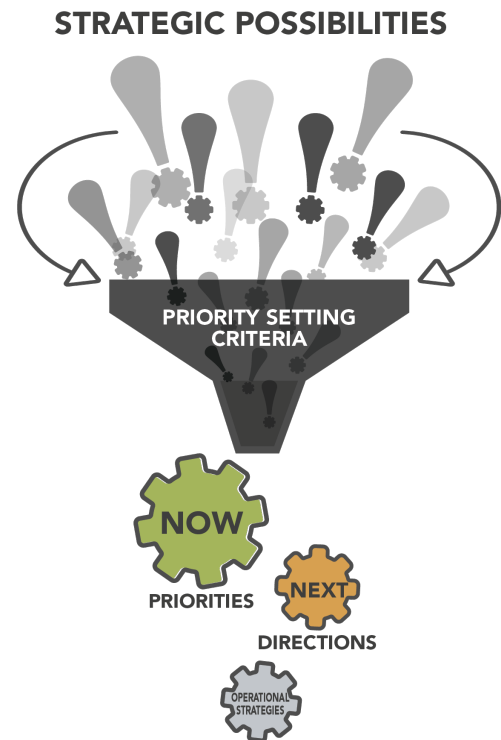 STRATEGIC POSSIBILITIES
PRIORITY SETTING
CRITERIA
NOW
PRIORITIES
NEXT
DIRECTIONS
OPERATIONAL
STRATEGIES